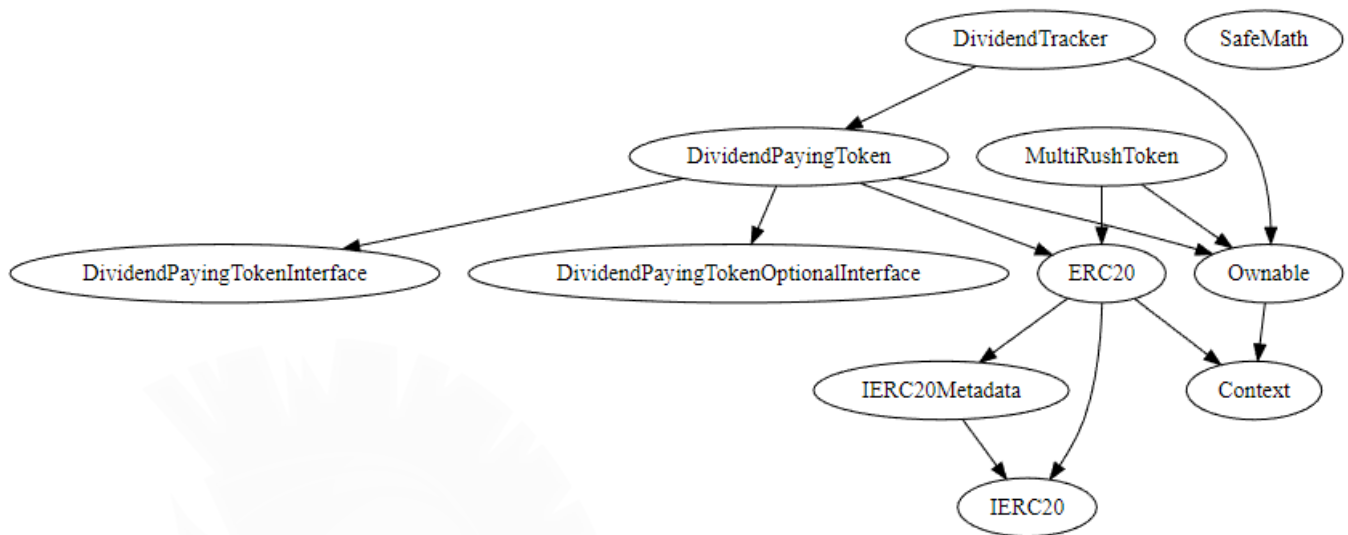 DividendTracker
SafeMath
DividendPayingToken
MultiRushToken
DividendPayingTokenInterface
DividendPayingTokenOptionalInterface
ERC20
Ownable
IERC20Metadata
Context
IERC20